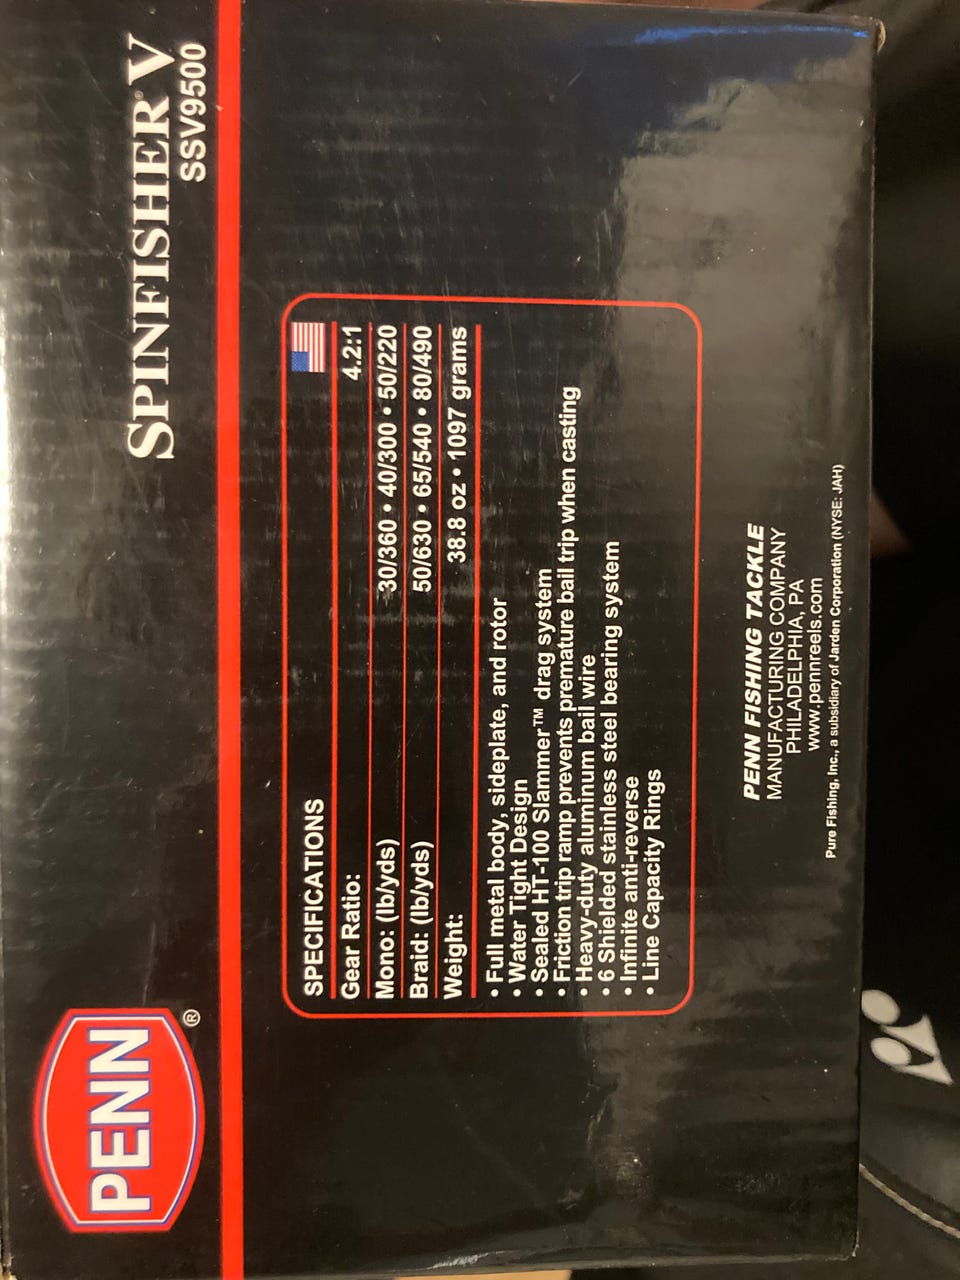 PENN®
SPINFISHER® V
SSV9500
SPECIFICATIONS
Gear Ratio: 4.2:1
Mono: (lb/yds) 30/360 • 40/300 • 50/220
Braid: (lb/yds) 50/630 • 65/540 • 80/490
Weight: 38.8 oz • 1097 grams
• Full metal body, sideplate, and rotor
• Water Tight Design
• Sealed HT-100 Slammer™ drag system
• Friction trip ramp prevents premature bail trip when casting
• Heavy-duty aluminum bail wire
• 6 Shielded stainless steel bearing system
• Infinite anti-reverse
• Line Capacity Rings
PENN FISHING TACKLE
MANUFACTURING COMPANY
PHILADELPHIA, PA
www.pennreels.com
Pure Fishing, Inc., a subsidiary of Jarden Corporation (NYSE: JAH)